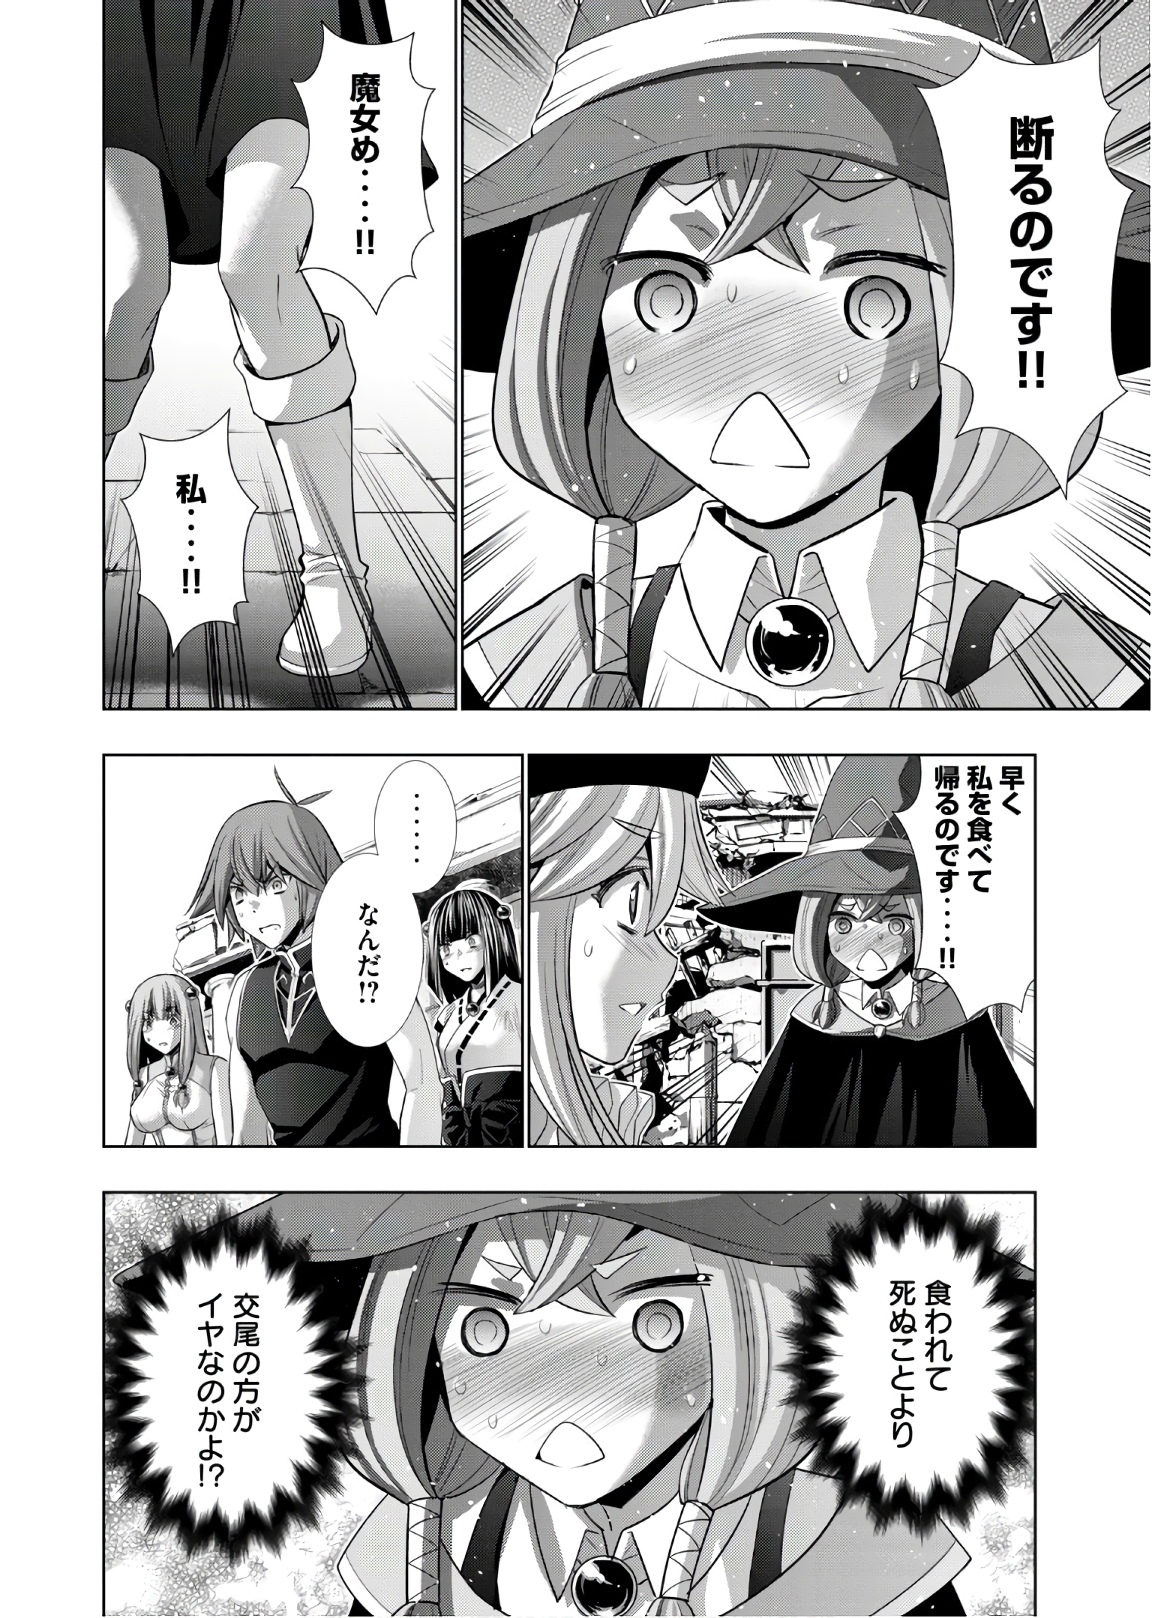 断るのです!!
魔女め‥‥!!
私‥‥!!
早く
私を食べて
帰るのです‥‥!!
‥‥‥
なんだ!?
食われて
死ぬことより
交尾の方が
イヤなのかよ!?